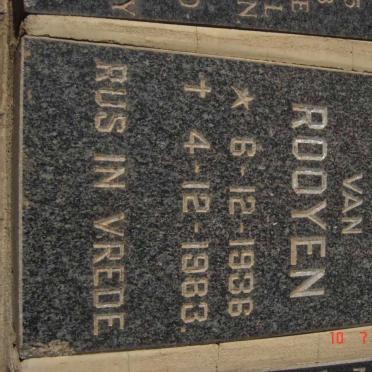 VAN
ROOYEN
★ 6-12-1936
† 4-12-1983.
RUS IN VREDE
10 7